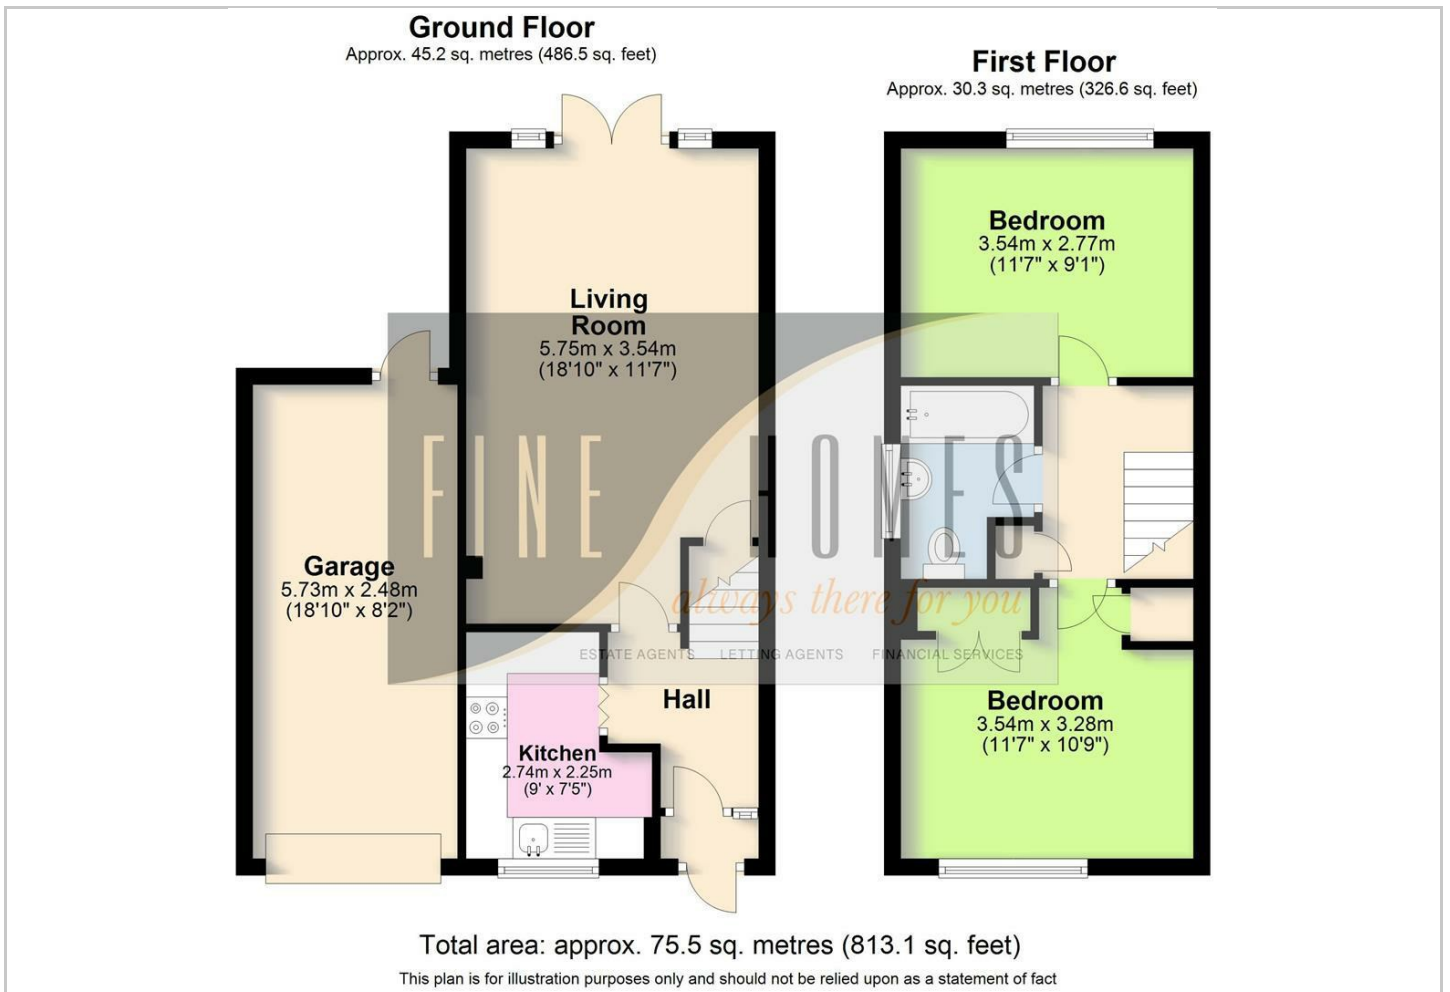 Ground Floor
Approx. 45.2 sq. metres (486.5 sq. feet)
First Floor
Approx. 30.3 sq. metres (326.6 sq. feet)
Living
Room
5.75m x 3.54m
(18'10" x 11'7")
Bedroom
3.54m x 2.77m
(11'7" x 9'1")
Garage
5.73m x 2.48m
(18'10" x 8'2")
FINE HOMES
always there for you
ESTATE AGENTS LETTING AGENTS FINANCIAL SERVICES
Hall
Kitchen
2.74m x 2.25m
(9' x 7'5")
Bedroom
3.54m x 3.28m
(11'7" x 10'9")
Total area: approx. 75.5 sq. metres (813.1 sq. feet)
This plan is for illustration purposes only and should not be relied upon as a statement of fact